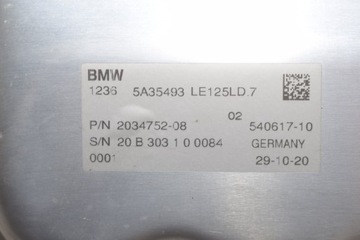 BMW
1236 5A35493 LE125LD.7
02
P/N 2034752-08 540617-10
S/N 20 B 303 1 0 0084 GERMANY
0001 29-10-20